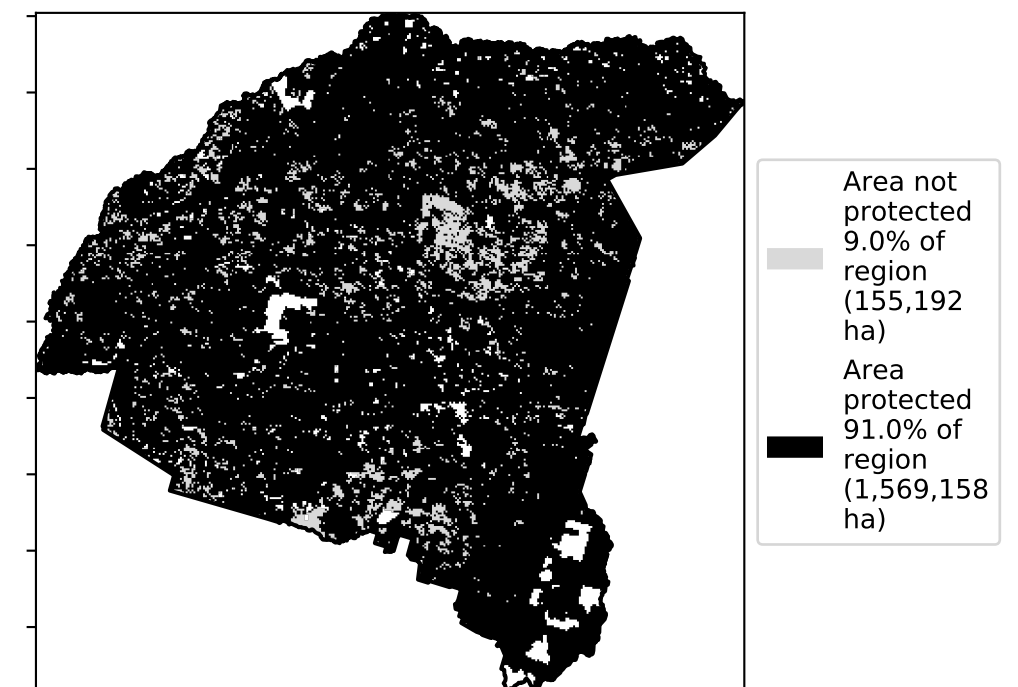 Area not
protected
9.0% of
region
(155,192
ha)
Area
protected
91.0% of
region
(1,569,158
ha)